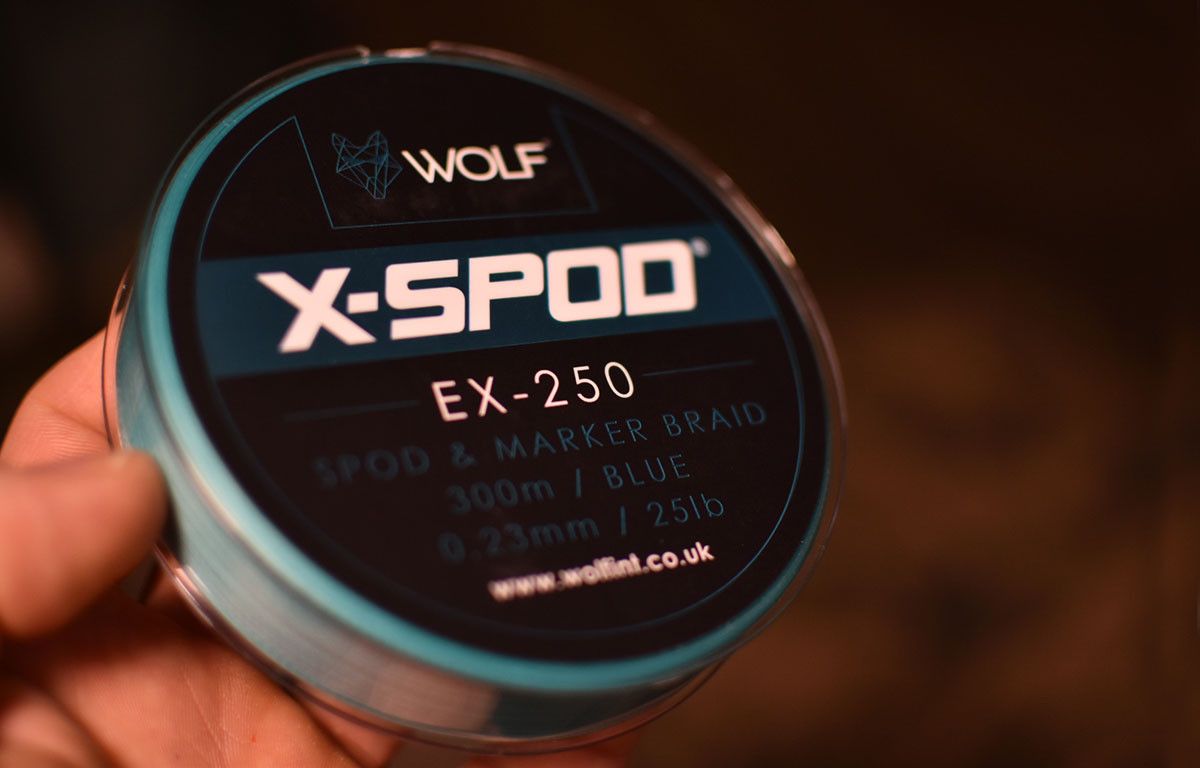 WOLF
X-SPOD®
EX-250
SPOD & MARKER BRAID
300m / BLUE
0.23mm / 25lb
www.wolfint.co.uk